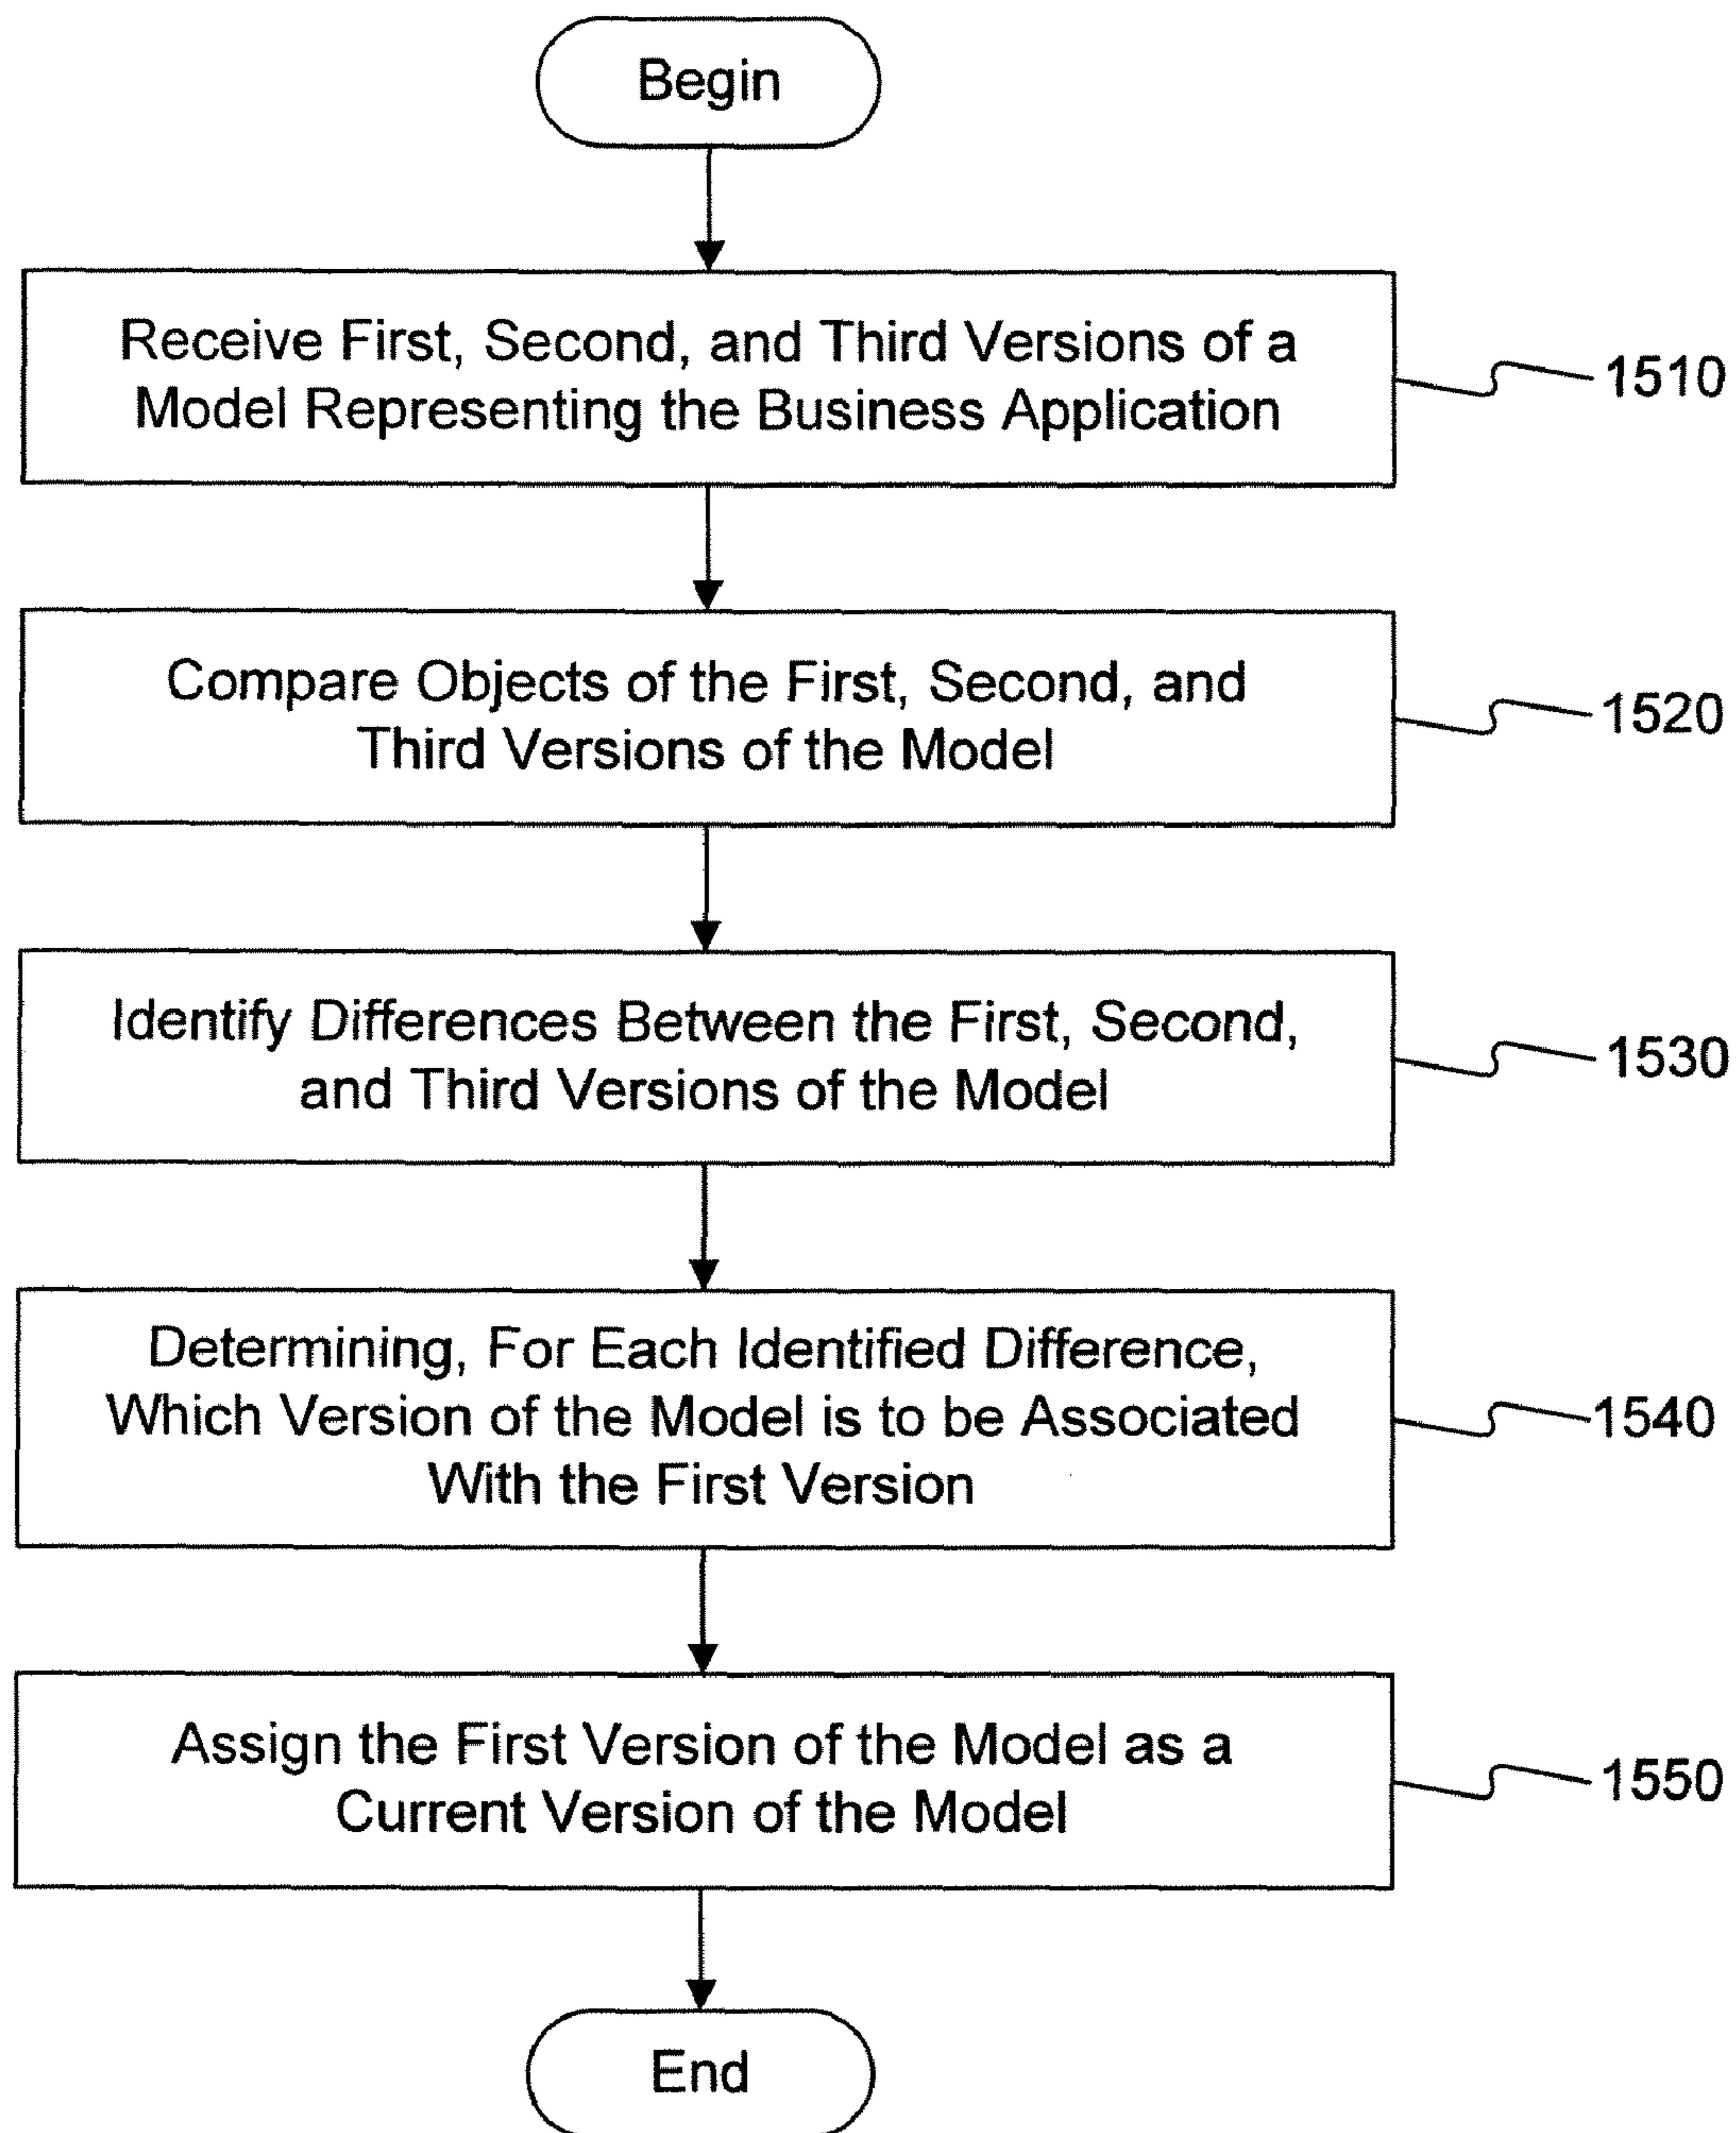 Begin
Receive First, Second, and Third Versions of a
Model Representing the Business Application
1510
Compare Objects of the First, Second, and
Third Versions of the Model
1520
Identify Differences Between the First, Second,
and Third Versions of the Model
1530
Determining, For Each Identified Difference,
Which Version of the Model is to be Associated
With the First Version
1540
Assign the First Version of the Model as a
Current Version of the Model
1550
End